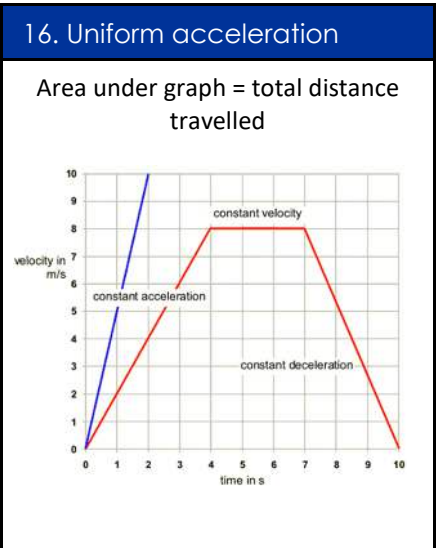 16. Uniform acceleration
Area under graph = total distance
travelled
10
9
constant velocity
8
velocity in
m/s
7
6
constant acceleration
5
4
3
constant deceleration
2
1
0
0 1 2 3 4 5 6 7 8 9 10
time in s